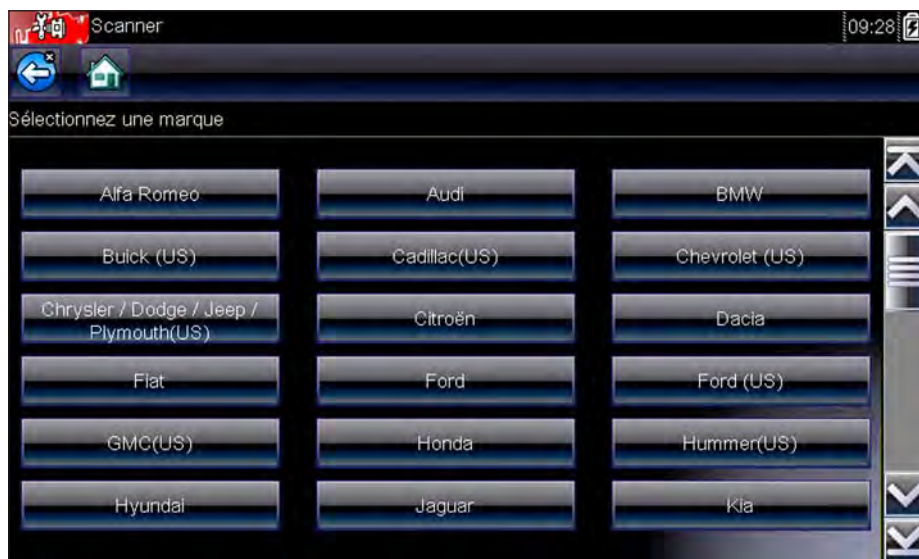 Scanner 09:28
Sélectionnez une marque
Alfa Romeo Audi BMW
Buick (US) Cadillac(US) Chevrolet (US)
Chrysler / Dodge / Jeep /
Plymouth(US) Citroën Dacia
Fiat Ford Ford (US)
GMC(US) Honda Hummer(US)
Hyundai Jaguar Kia